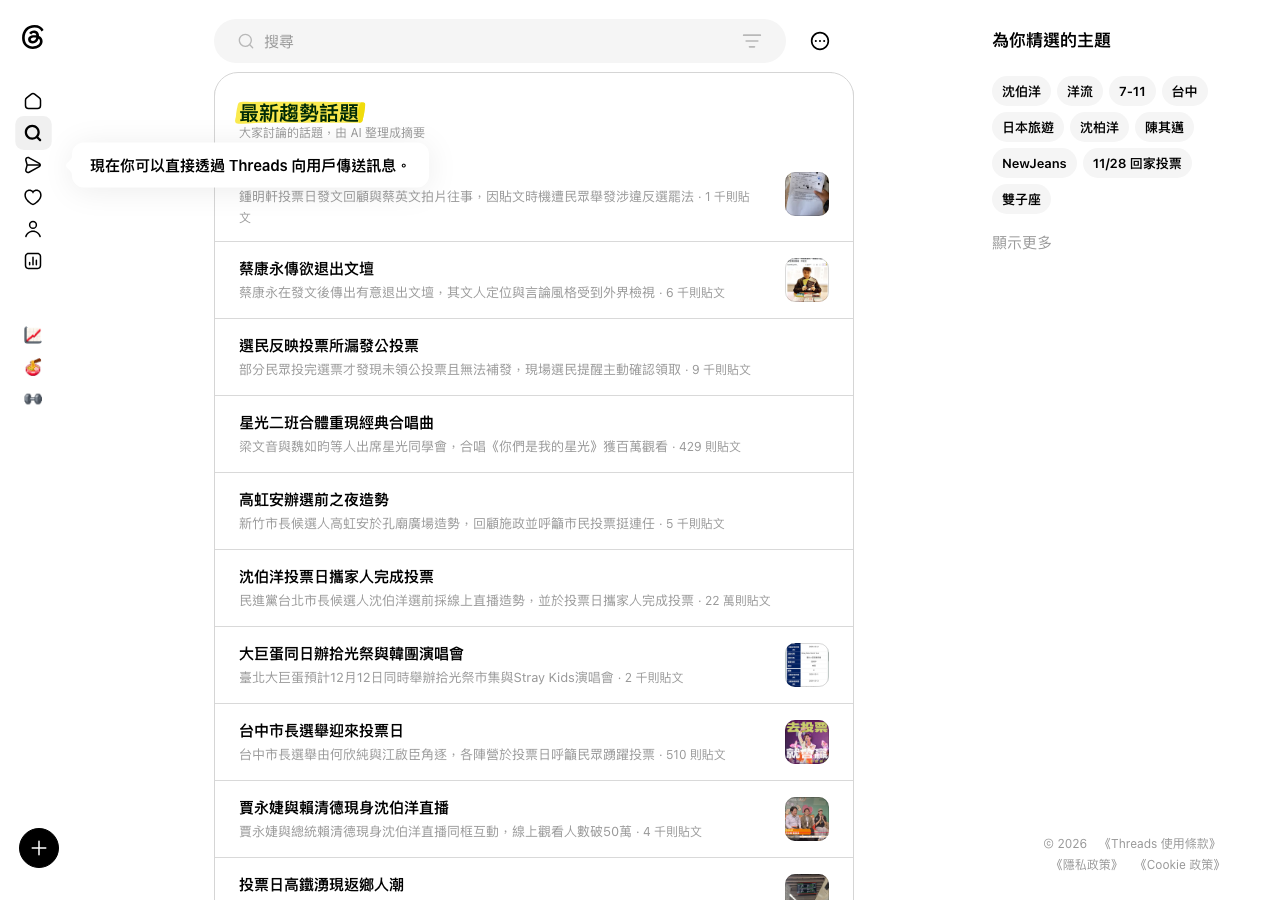 搜尋
最新趨勢話題
大家討論的話題，由 AI 整理成摘要
現在你可以直接透過 Threads 向用戶傳送訊息。
鍾明軒投票日發文回顧與蔡英文拍片往事，因貼文時機遭民眾舉發涉違反選罷法 · 1 千則貼
文
蔡康永傳欲退出文壇
蔡康永在發文後傳出有意退出文壇，其文人定位與言論風格受到外界檢視 · 6 千則貼文
選民反映投票所漏發公投票
部分民眾投完選票才發現未領公投票且無法補發，現場選民提醒主動確認領取 · 9 千則貼文
星光二班合體重現經典合唱曲
梁文音與魏如昀等人出席星光同學會，合唱《你們是我的星光》獲百萬觀看 · 429 則貼文
高虹安辦選前之夜造勢
新竹市長候選人高虹安於孔廟廣場造勢，回顧施政並呼籲市民投票挺連任 · 5 千則貼文
沈伯洋投票日攜家人完成投票
民進黨台北市長候選人沈伯洋選前採線上直播造勢，並於投票日攜家人完成投票 · 22 萬則貼文
大巨蛋同日辦拾光祭與韓團演唱會
臺北大巨蛋預計12月12日同時舉辦拾光祭市集與Stray Kids演唱會 · 2 千則貼文
台中市長選舉迎來投票日
台中市長選舉由何欣純與江啟臣角逐，各陣營於投票日呼籲民眾踴躍投票 · 510 則貼文
去投票
賈永婕與賴清德現身沈伯洋直播
賈永婕與總統賴清德現身沈伯洋直播同框互動，線上觀看人數破50萬 · 4 千則貼文
投票日高鐵湧現返鄉人潮
為你精選的主題
沈伯洋
洋流
7-11
台中
日本旅遊
沈柏洋
陳其邁
NewJeans
11/28 回家投票
雙子座
顯示更多
© 2026 《Threads 使用條款》
《隱私政策》 《Cookie 政策》